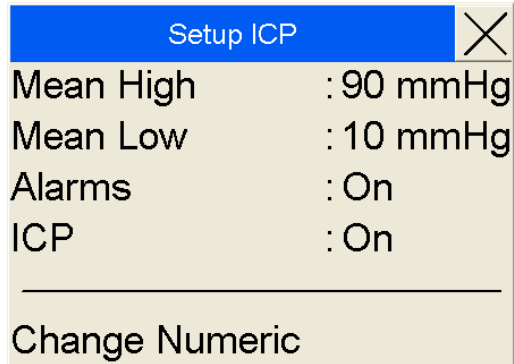 Setup ICP
Mean High : 90 mmHg
Mean Low : 10 mmHg
Alarms : On
ICP : On
Change Numeric